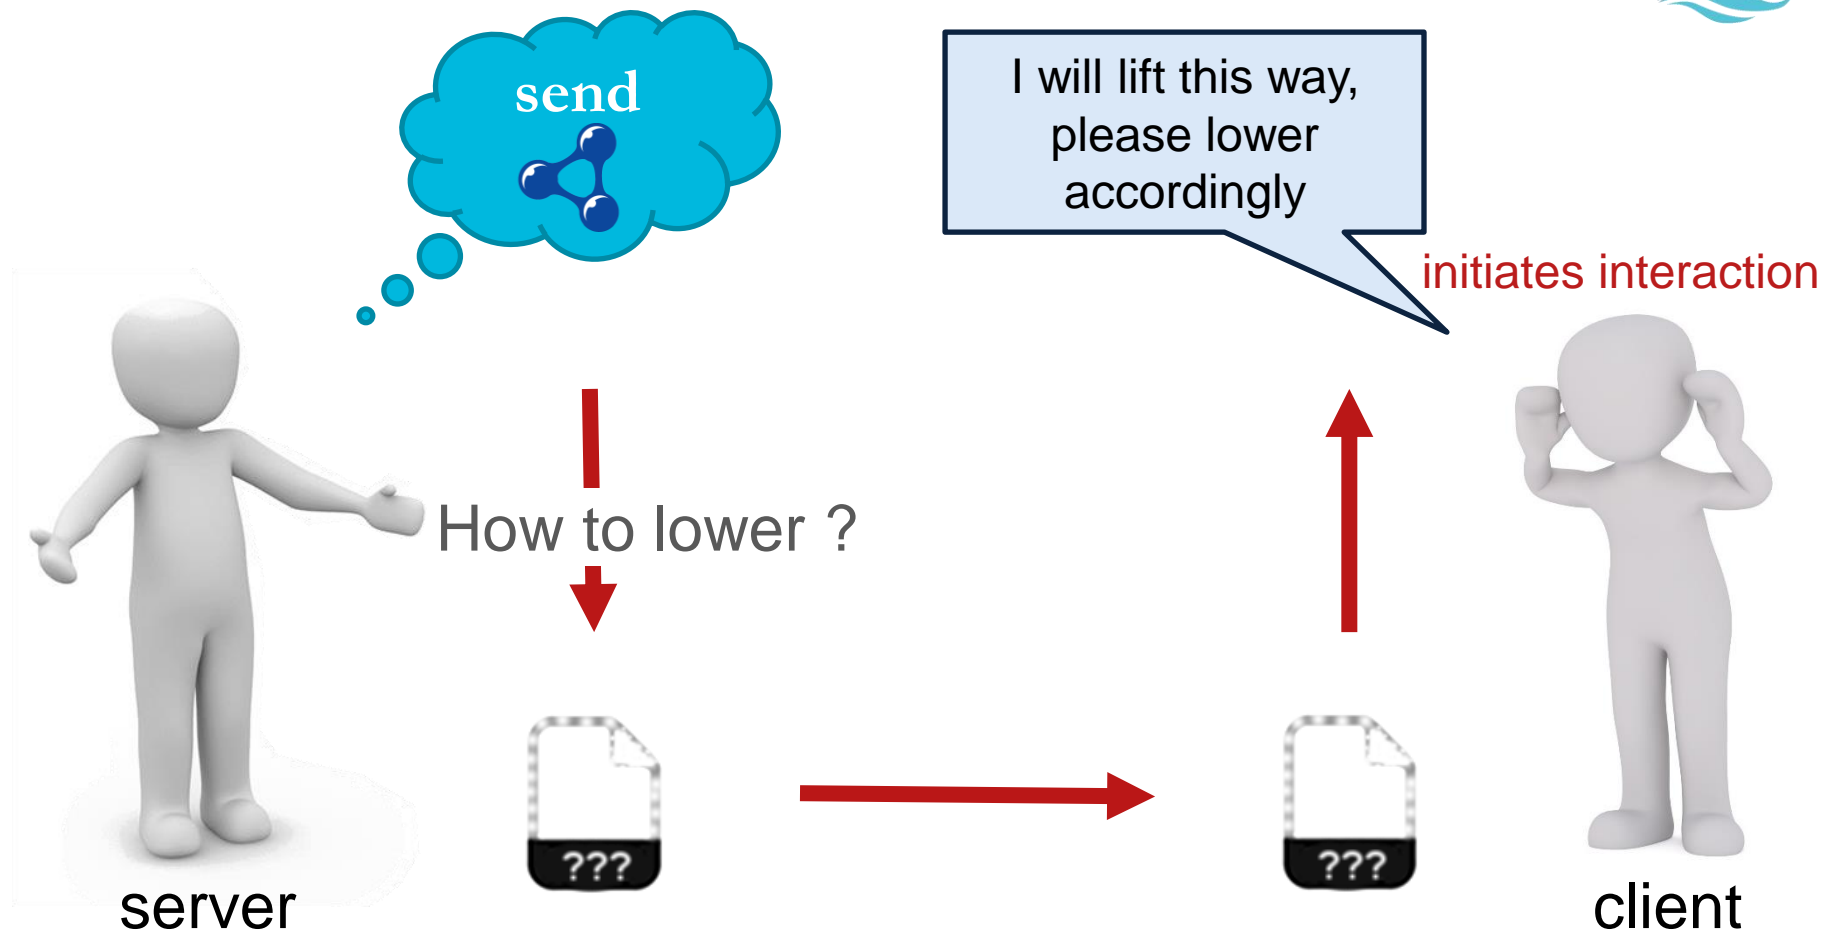 send
I will lift this way,
please lower
accordingly
initiates interaction
How to lower ?
???
???
server
client